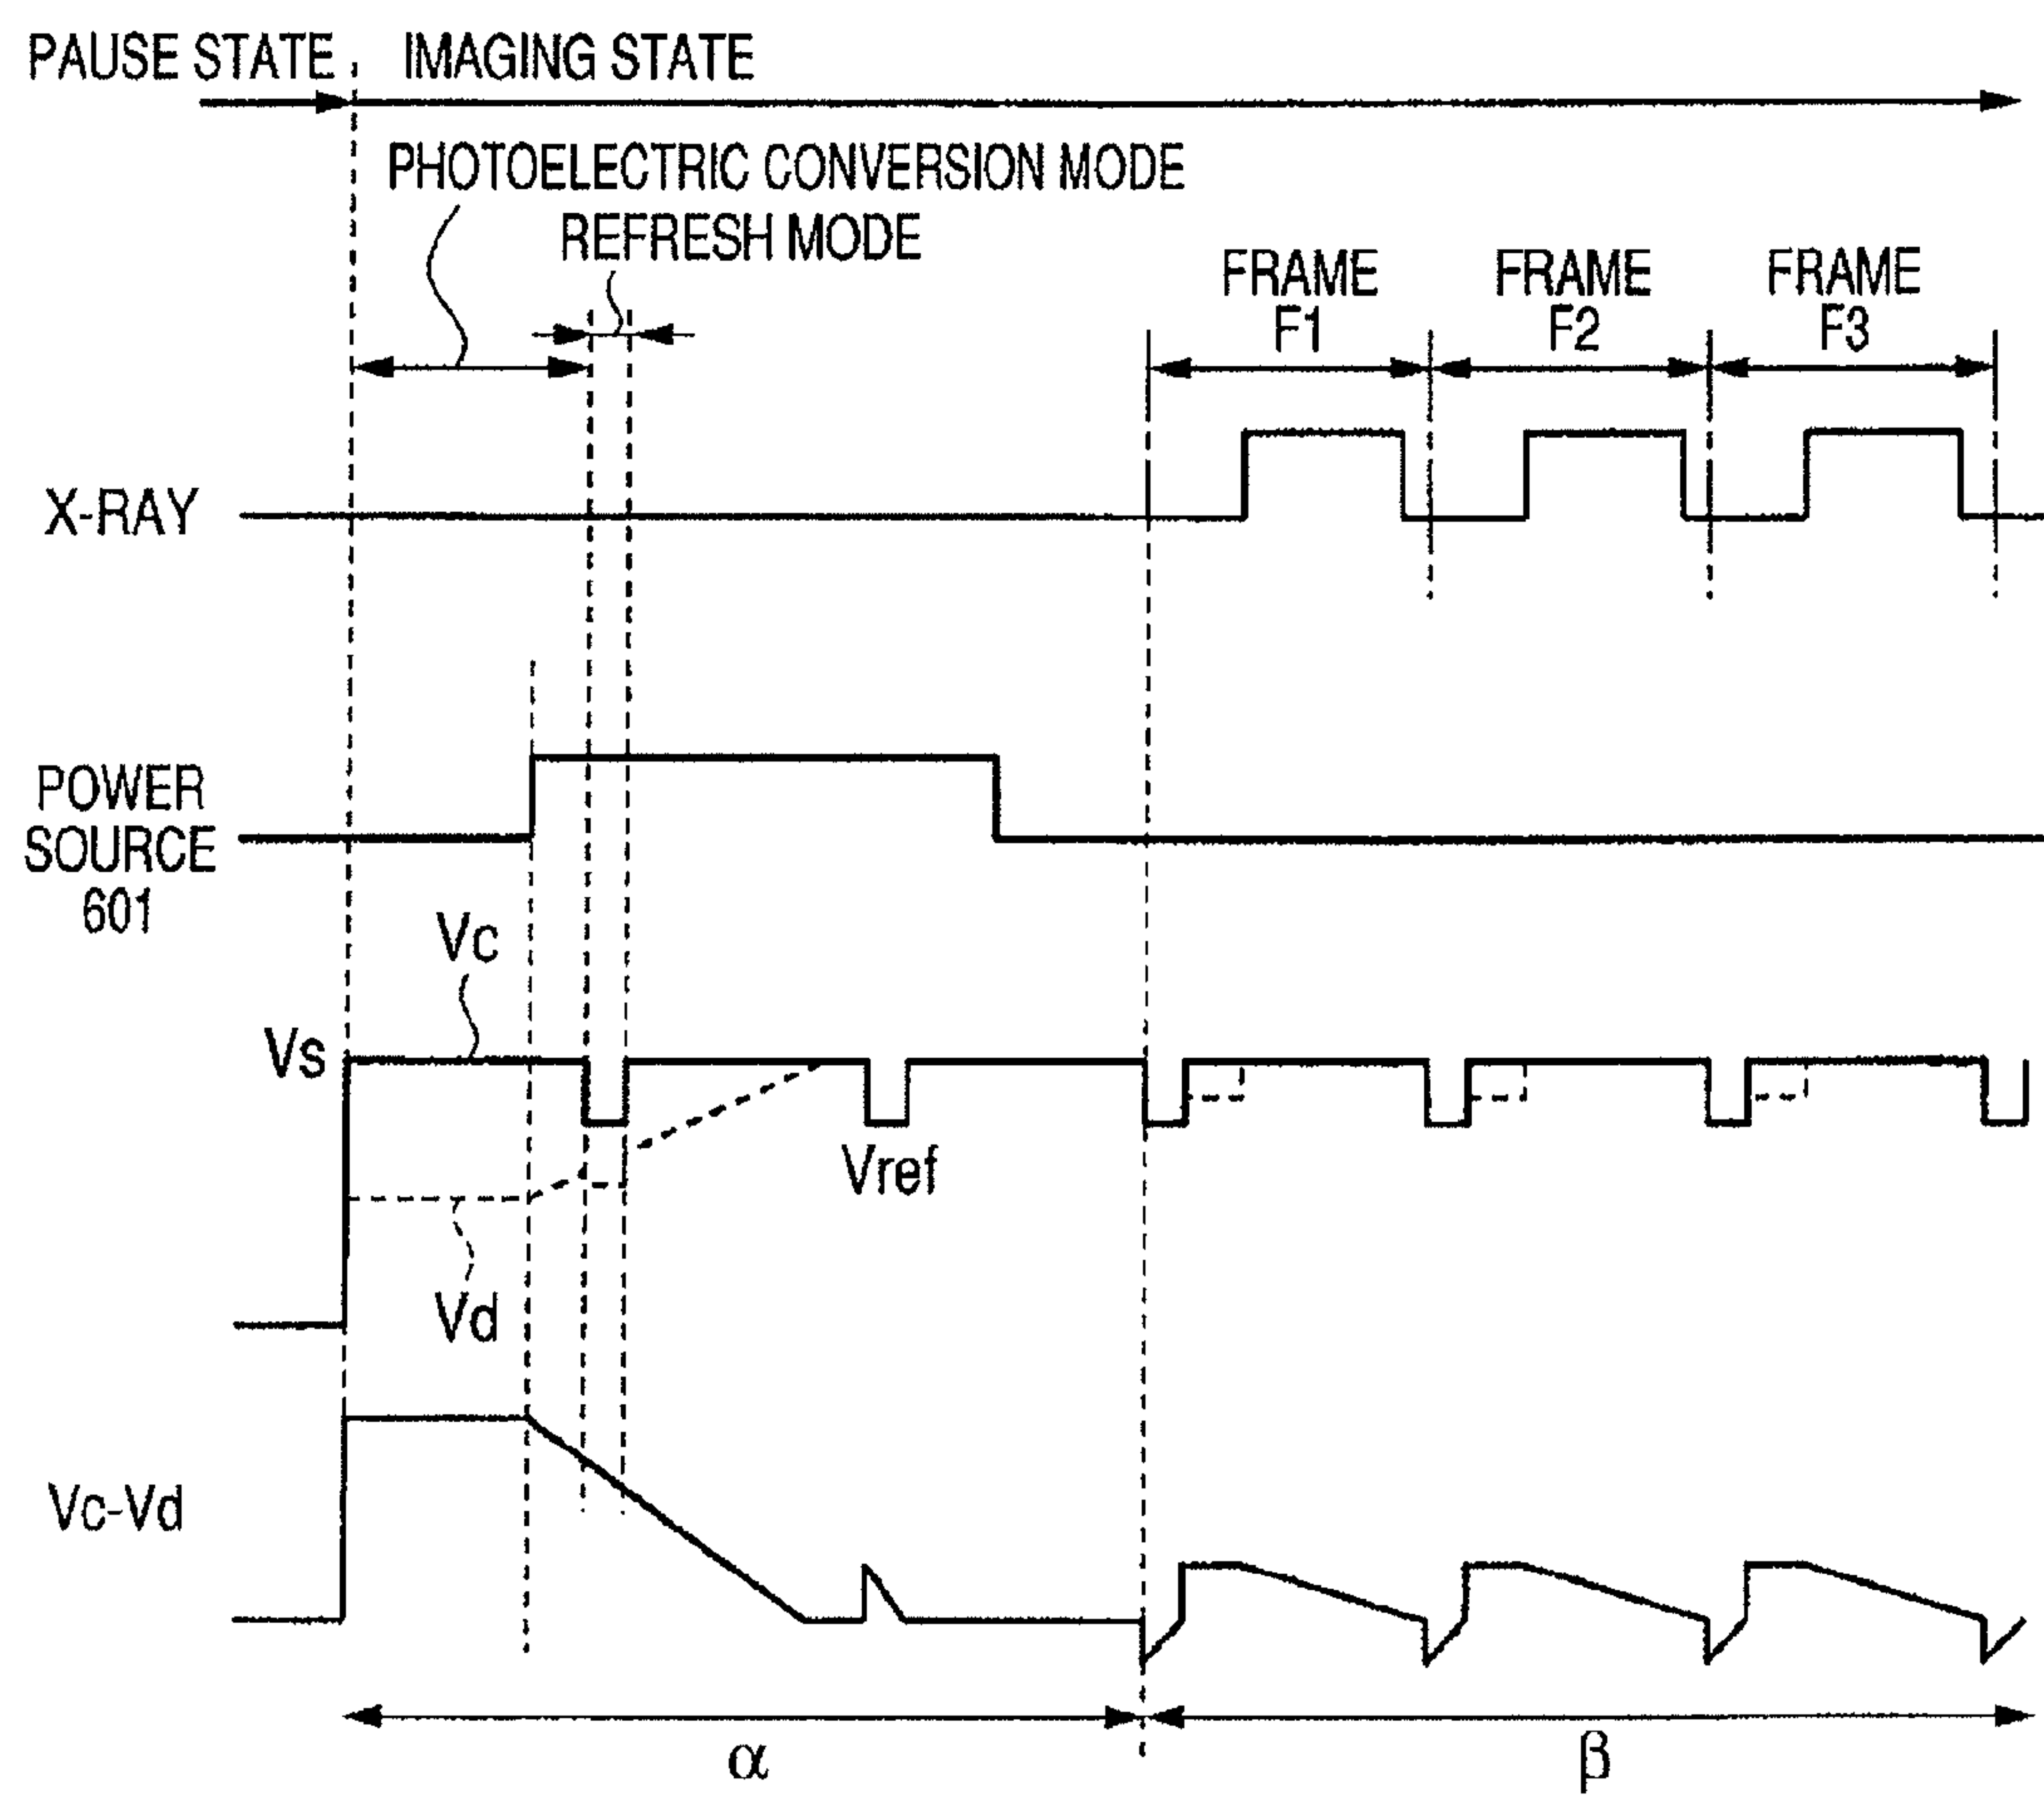 PAUSE STATE
IMAGING STATE
PHOTOELECTRIC CONVERSION MODE
REFRESH MODE
FRAME
F1
FRAME
F2
FRAME
F3
X-RAY
POWER
SOURCE
601
Vc
Vs
Vref
Vd
Vc-Vd
α
β